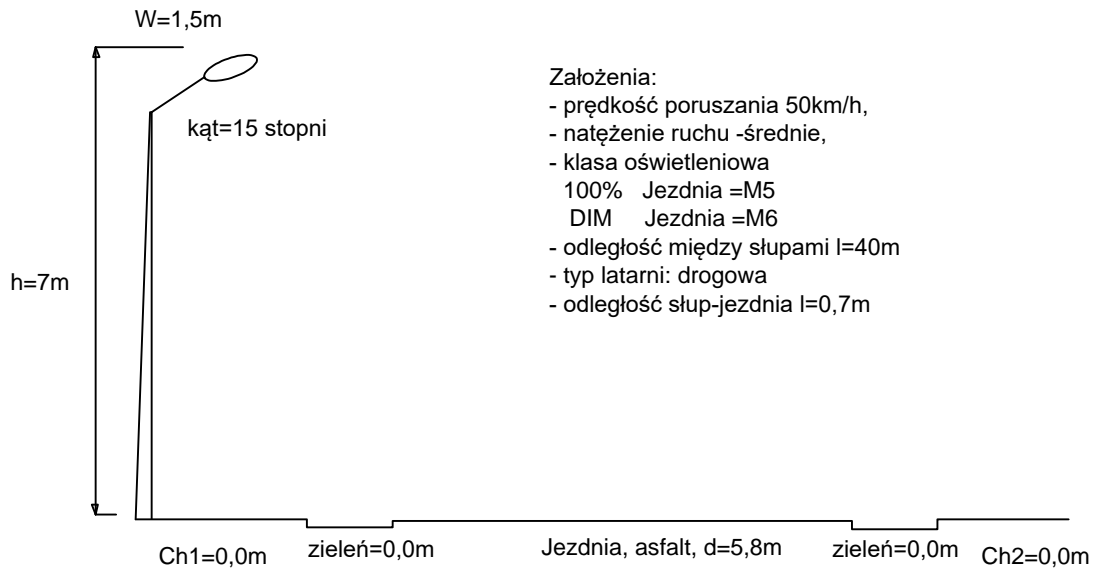 W=1,5m
kąt=15 stopni
h=7m
Założenia:
- prędkość poruszania 50km/h,
- natężenie ruchu -średnie,
- klasa oświetleniowa
100% Jezdnia =M5
DIM Jezdnia =M6
- odległość między słupami l=40m
- typ latarni: drogowa
- odległość słup-jezdnia l=0,7m
Ch1=0,0m
zieleń=0,0m
Jezdnia, asfalt, d=5,8m
zieleń=0,0m
Ch2=0,0m